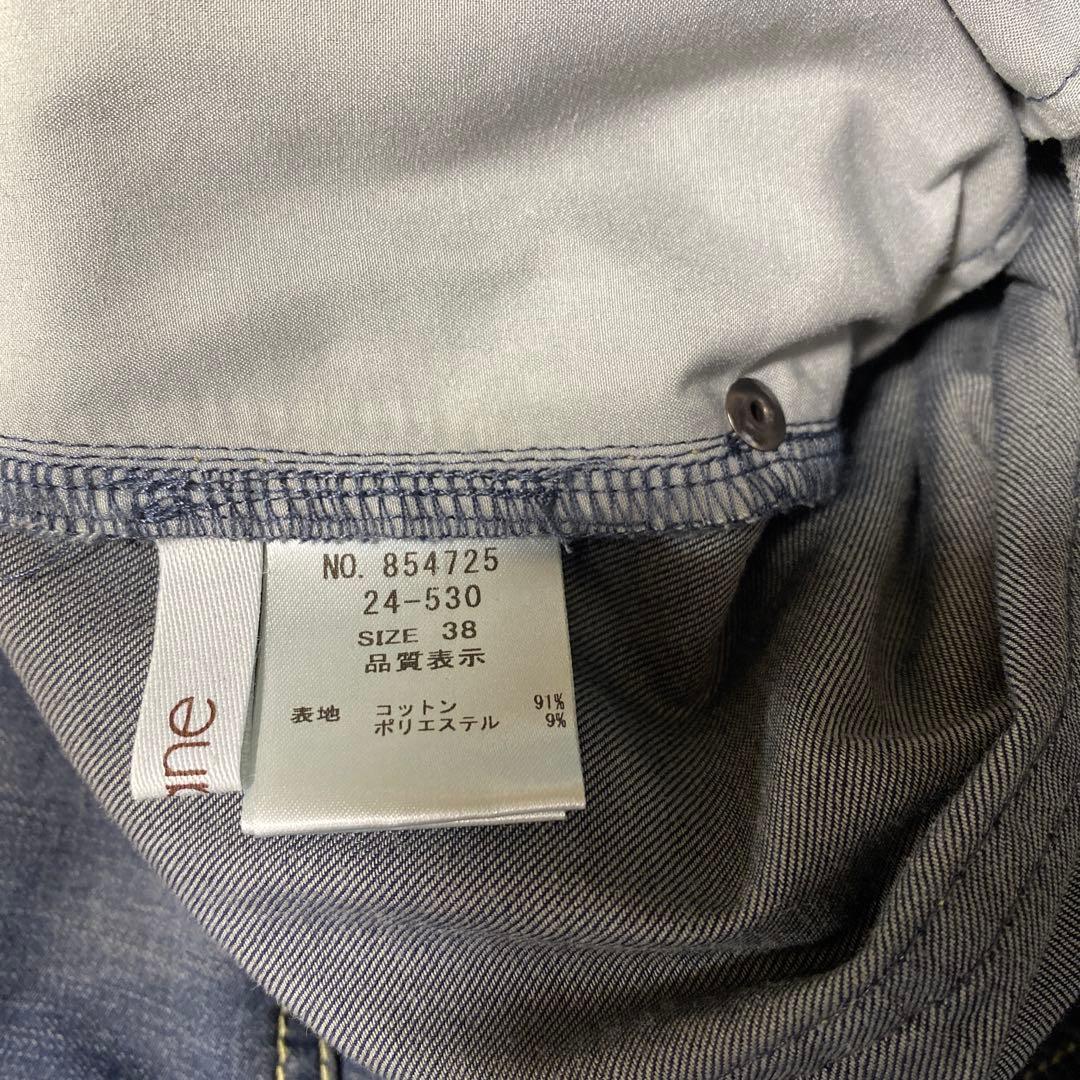 NO. 854725
24-530
SIZE 38
品質表示
表地 コットン 91%
ポリエステル 9%
ane